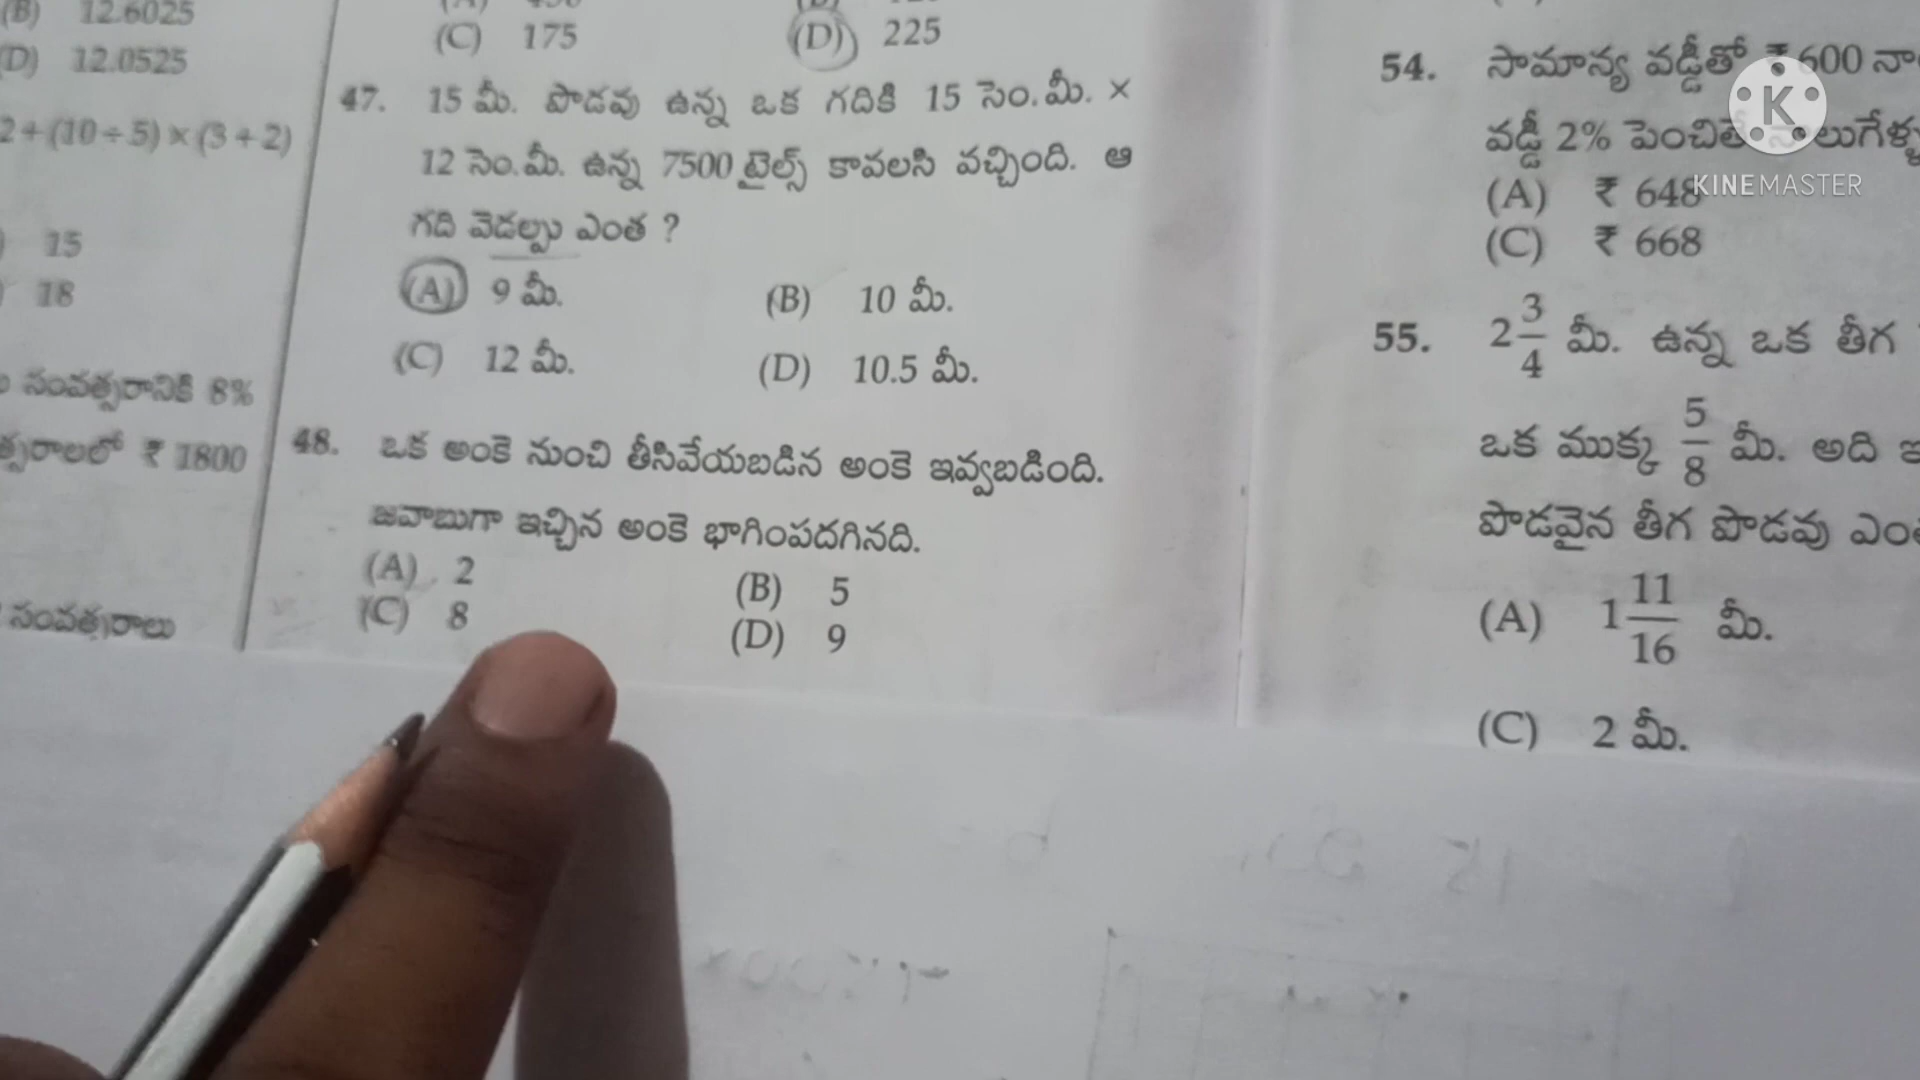 (B) 12.6025
(D) 12.0525
2+(10÷5)×(3+2)
15
18
సంవత్సరానికి 8%
త్సరాలలో ₹ 1800
సంవత్సరాలు
(C) 175 (D) 225
47. 15 మీ. పొడవు ఉన్న ఒక గదికి 15 సెం.మీ. ×
12 సెం.మీ. ఉన్న 7500 టైల్స్ కావలసి వచ్చింది. ఆ
గది వెడల్పు ఎంత ?
(A) 9 మీ. (B) 10 మీ.
(C) 12 మీ. (D) 10.5 మీ.
48. ఒక అంకె నుంచి తీసివేయబడిన అంకె ఇవ్వబడింది.
జవాబుగా ఇచ్చిన అంకె భాగింపదగినది.
(A) 2 (B) 5
(C) 8 (D) 9
54. సామాన్య వడ్డీతో ₹ 600 నా
వడ్డీ 2% పెంచితే నాలుగేళ్ళ
(A) ₹ 648
(C) ₹ 668
55. 2 3/4 మీ. ఉన్న ఒక తీగ
ఒక ముక్క 5/8 మీ. అది ఇ
పొడవైన తీగ పొడవు ఎం
(A) 1 11/16 మీ.
(C) 2 మీ.
K
KINEMASTER